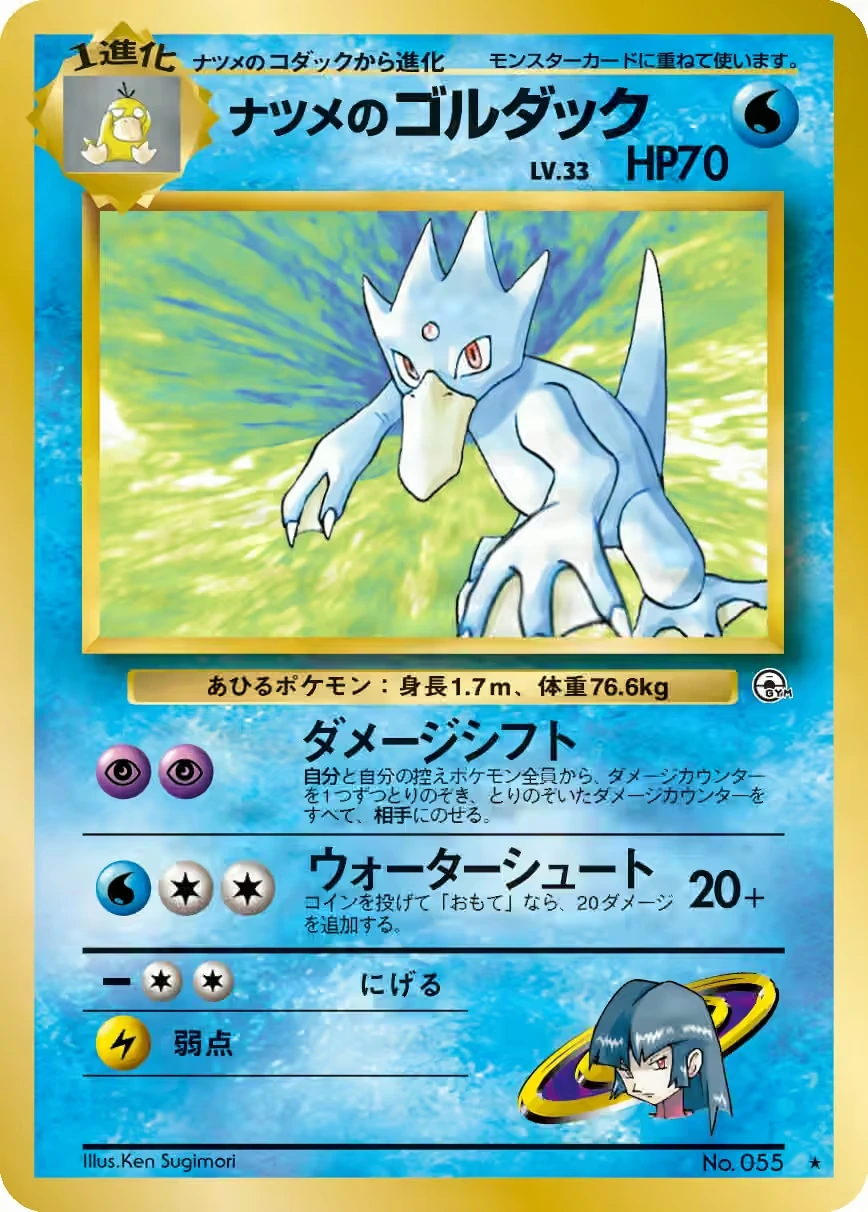 1進化
ナツメのコダックから進化
モンスターカードに重ねて使います。
ナツメのゴルダック
LV.33 HP70
あひるポケモン：身長1.7m、体重76.6kg
GYM
ダメージシフト
自分と自分の控えポケモン全員から、ダメージカウンター
を1つずつとりのぞき、とりのぞいたダメージカウンターを
すべて、相手にのせる。
ウォーターシュート
コインを投げて「おもて」なら、20ダメージ
を追加する。
20+
にげる
弱点
Illus.Ken Sugimori
No. 055 ★